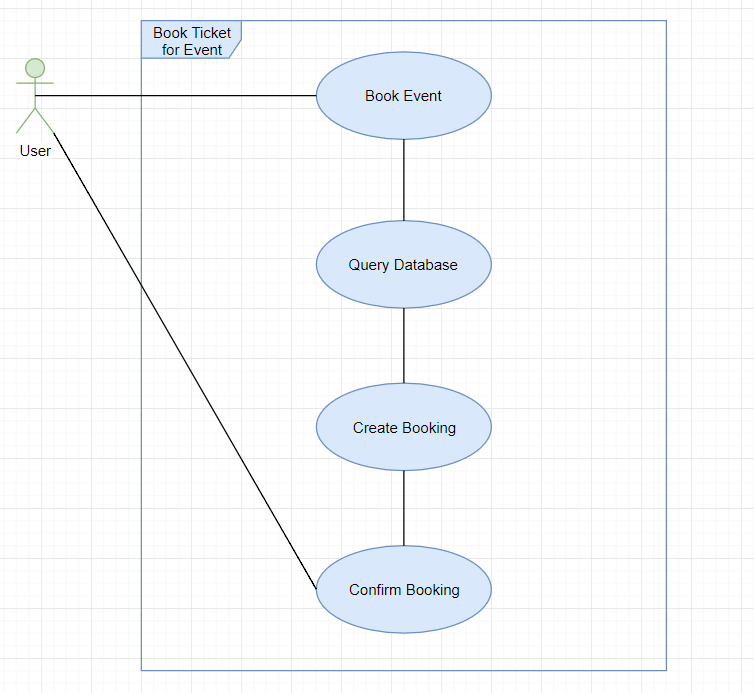 Book Ticket
for Event
Book Event
User
Query Database
Create Booking
Confirm Booking